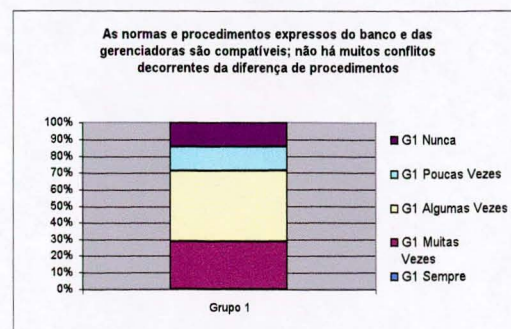 As normas e procedimentos expressos do banco e das
gerenciadoras são compatíveis; não há muitos conflitos
decorrentes da diferença de procedimentos
100%
90%
80%
70%
60%
50%
40%
30%
20%
10%
0%
Grupo 1
G1 Nunca
G1 Poucas Vezes
G1 Algumas Vezes
G1 Muitas
Vezes
G1 Sempre